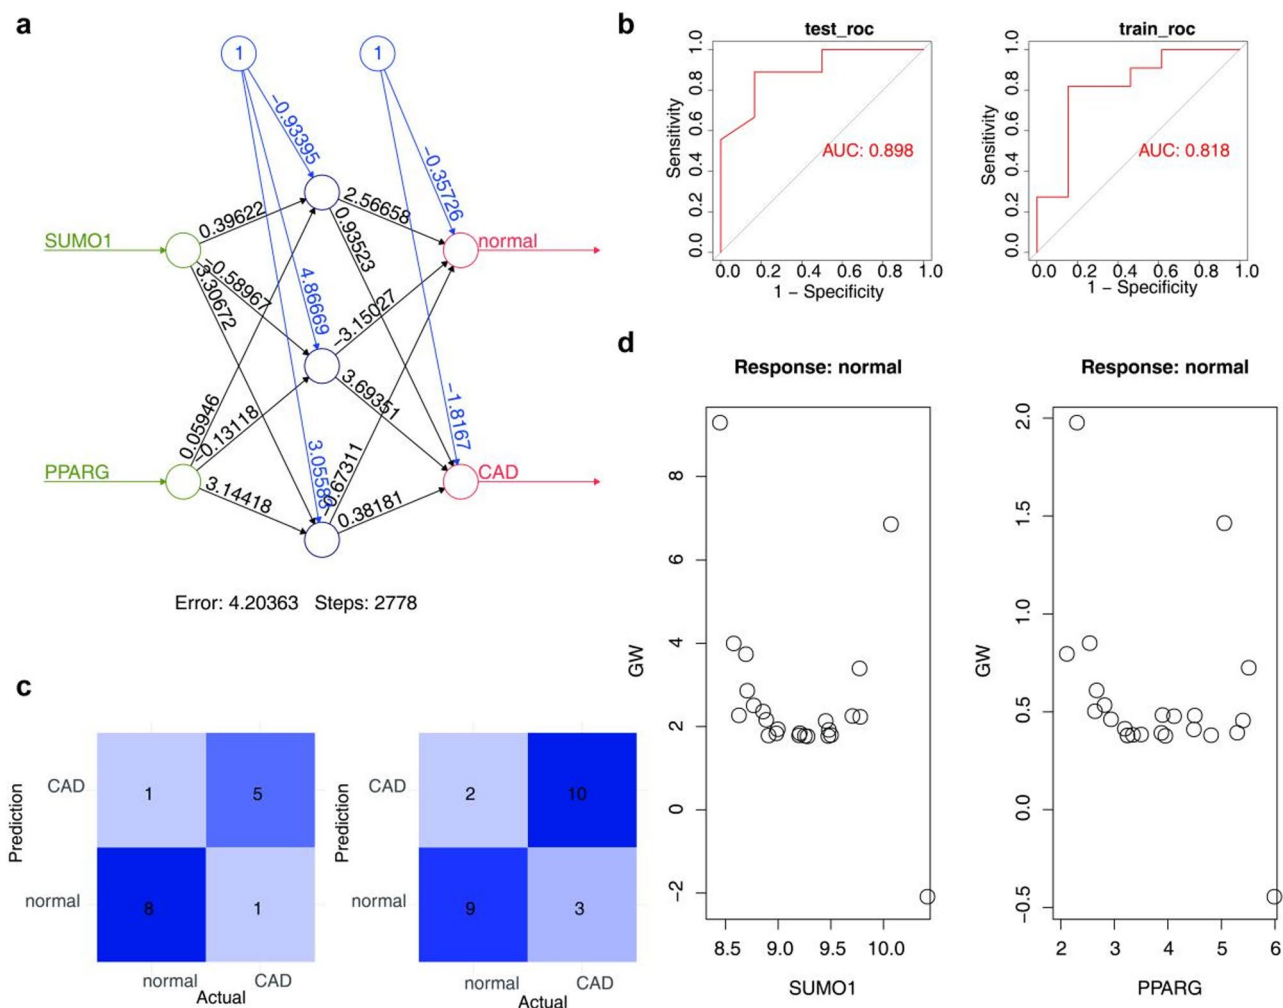 a
1
1
−0.93395
−0.35726
0.39622
2.56658
SUMO1
0.93523
normal
−0.58967
3.30672
4.86669
−3.15027
3.69351
−1.8167
0.05946
−0.13118
3.05588
−0.67311
PPARG
CAD
3.14418
0.38181
Error: 4.20363 Steps: 2778
b
test_roc
Sensitivity
0.0 0.2 0.4 0.6 0.8 1.0
AUC: 0.898
0.0 0.2 0.4 0.6 0.8 1.0
1 − Specificity
train_roc
Sensitivity
0.0 0.2 0.4 0.6 0.8 1.0
AUC: 0.818
0.0 0.2 0.4 0.6 0.8 1.0
1 − Specificity
c
Prediction
CAD
1 5
normal
8 1
normal CAD
Actual
Prediction
CAD
2 10
normal
9 3
normal CAD
Actual
d
Response: normal
GW
−2 0 2 4 6 8
8.5 9.0 9.5 10.0
SUMO1
Response: normal
GW
−0.5 0.0 0.5 1.0 1.5 2.0
2 3 4 5 6
PPARG